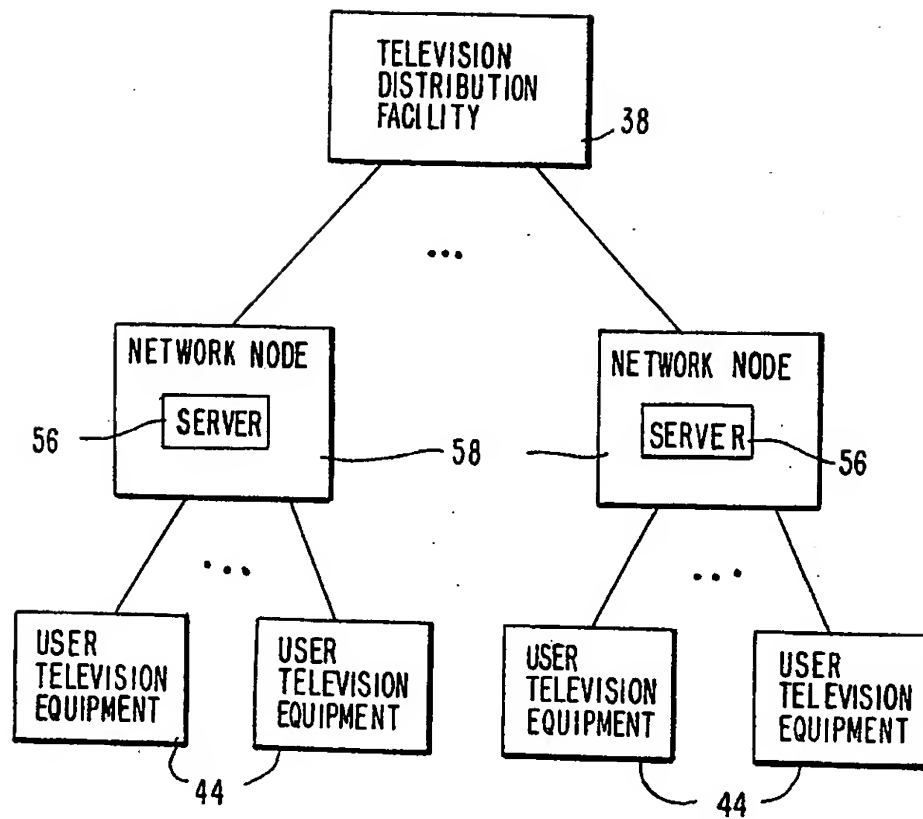 TELEVISION
DISTRIBUTION
FACILITY
38
...
NETWORK NODE
SERVER
56
58
NETWORK NODE
SERVER
56
...
...
USER
TELEVISION
EQUIPMENT
USER
TELEVISION
EQUIPMENT
44
USER
TELEVISION
EQUIPMENT
USER
TELEVISION
EQUIPMENT
44